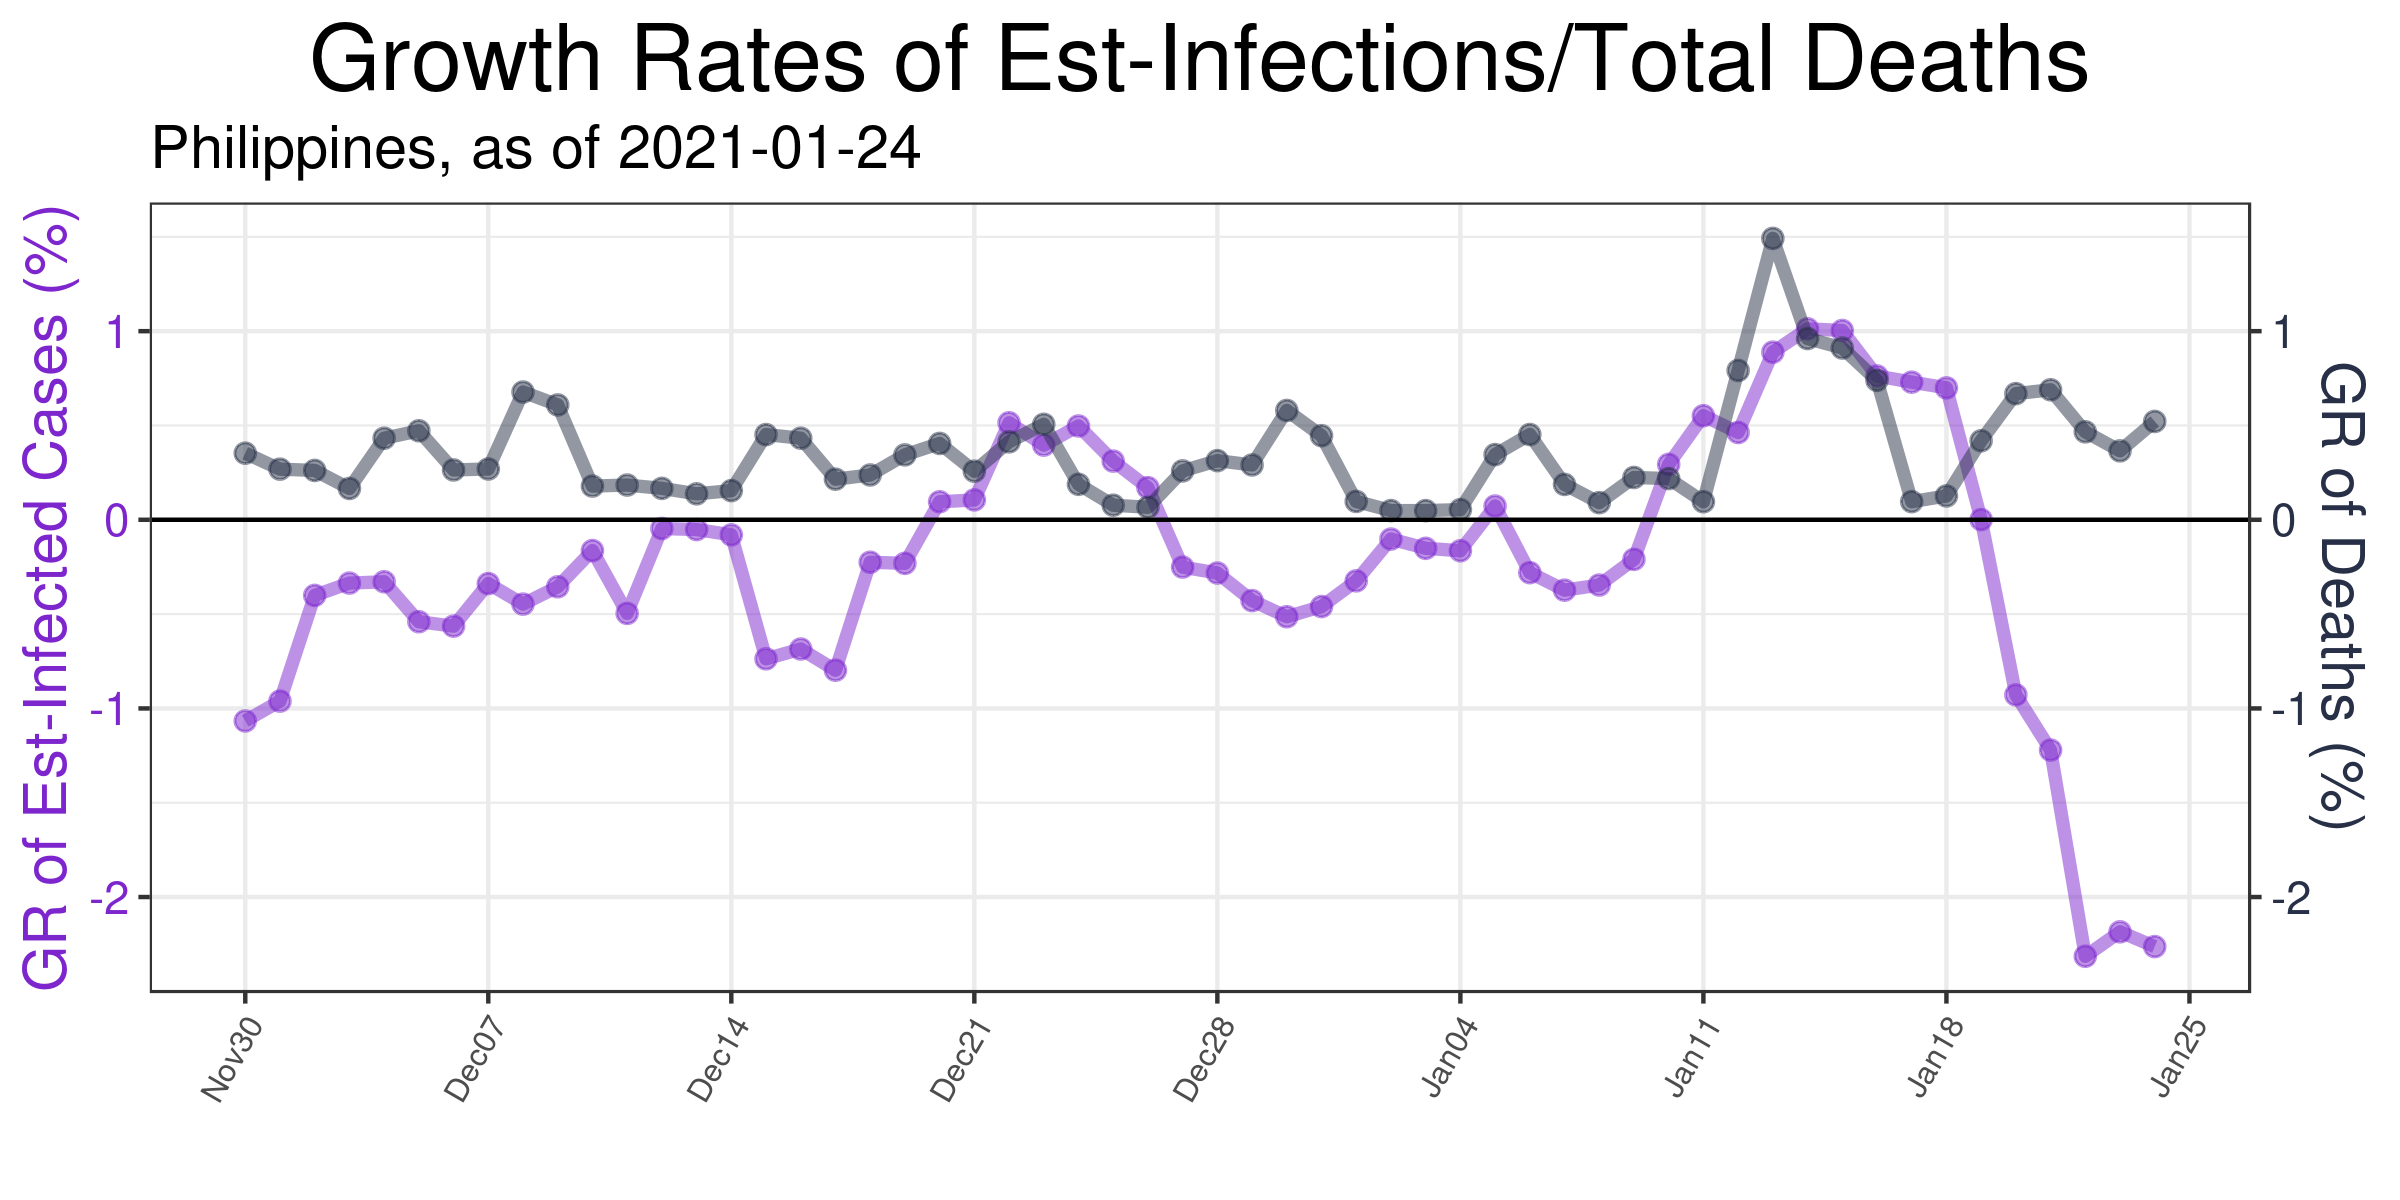 Growth Rates of Est-Infections/Total Deaths
Philippines, as of 2021-01-24
GR of Est-Infected Cases (%)
1
0
-1
-2
1
0
-1
-2
GR of Deaths (%)
Nov30
Dec07
Dec14
Dec21
Dec28
Jan04
Jan11
Jan18
Jan25